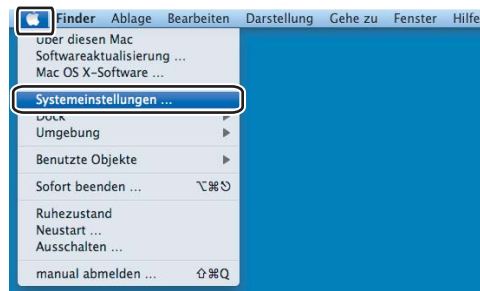 Finder Ablage Bearbeiten Darstellung Gehe zu Fenster Hilfe
Über diesen Mac
Softwareaktualisierung ...
Mac OS X-Software ...
Systemeinstellungen ...
Dock
Umgebung
Benutzte Objekte
Sofort beenden ... ⌥⌘⎋
Ruhezustand
Neustart ...
Ausschalten ...
manual abmelden ... ⇧⌘Q